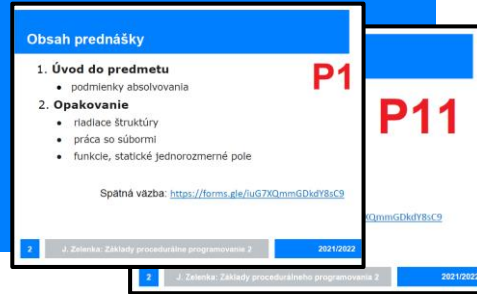 Obsah prednášky
P1
1. Úvod do predmetu
• podmienky absolvovania
2. Opakovanie
• riadiace štruktúry
• práca so súbormi
• funkcie, statické jednorozmerné pole
Spätná väzba: https://forms.gle/iuG7XQmmGDkdY8sC9
2 J. Zelenka: Základy procedurálne programovanie 2 2021/2022
P11
XQmmGDkdY8sC9
2 J. Zelenka: Základy procedurálneho programovania 2 2021/2022